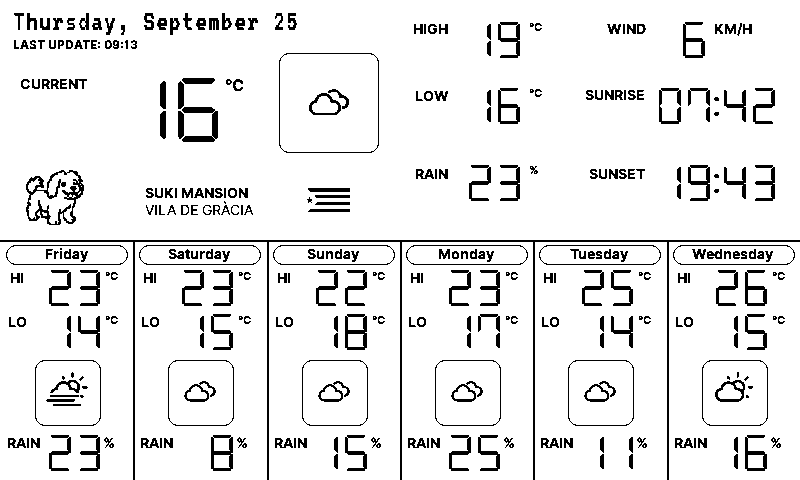 Thursday, September 25
LAST UPDATE: 09:13
CURRENT 16 °C
HIGH 19 °C
LOW 16 °C
RAIN 23 %
WIND 6 KM/H
SUNRISE 07:42
SUNSET 19:43
SUKI MANSION
VILA DE GRÀCIA
Friday
HI 23 °C
LO 14 °C
RAIN 23 %
Saturday
HI 23 °C
LO 15 °C
RAIN 8 %
Sunday
HI 22 °C
LO 18 °C
RAIN 15 %
Monday
HI 23 °C
LO 17 °C
RAIN 25 %
Tuesday
HI 25 °C
LO 14 °C
RAIN 11 %
Wednesday
HI 26 °C
LO 15 °C
RAIN 16 %